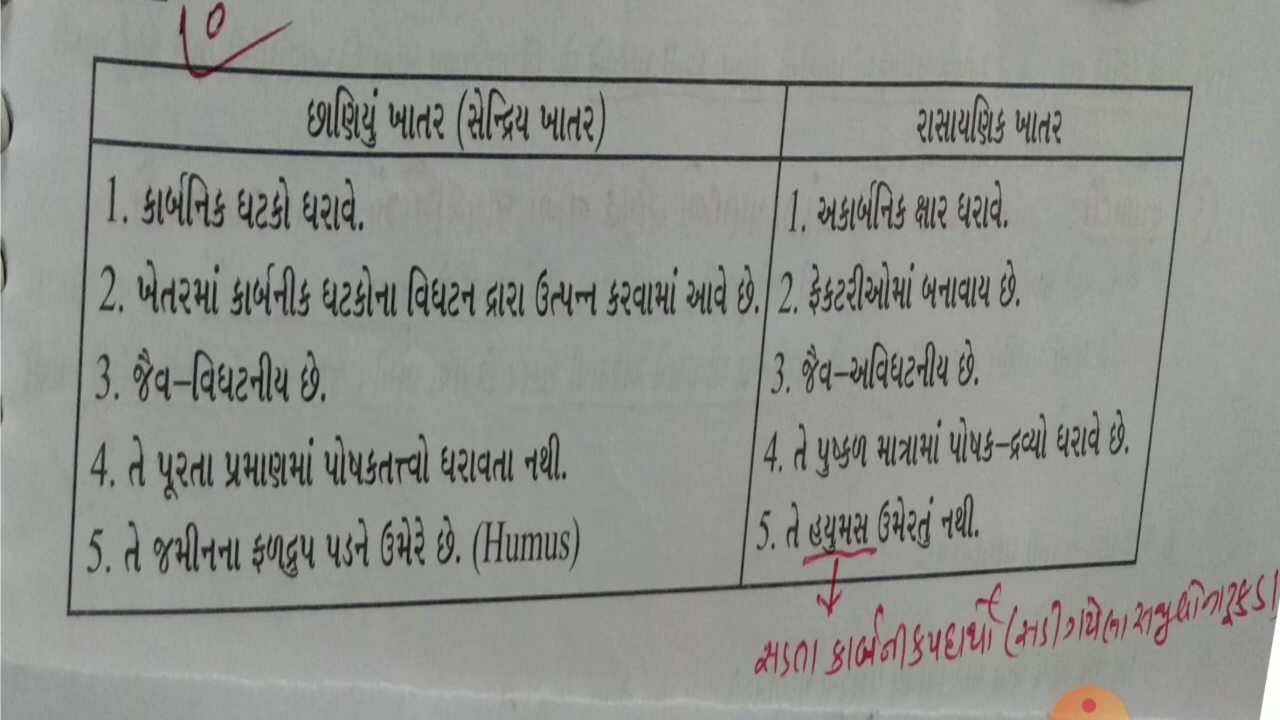 10
છાણિયું ખાતર (સેન્દ્રિય ખાતર)
રાસાયણિક ખાતર
1. કાર્બનિક ઘટકો ધરાવે.
1. અકાર્બનિક ક્ષાર ધરાવે.
2. ખેતરમાં કાર્બનીક ઘટકોના વિઘટન દ્વારા ઉત્પન્ન કરવામાં આવે છે.
2. ફેકટરીઓમાં બનાવાય છે.
3. જૈવ-વિઘટનીય છે.
3. જૈવ-અવિઘટનીય છે.
4. તે પૂરતા પ્રમાણમાં પોષકતત્ત્વો ધરાવતા નથી.
4. તે પુષ્કળ માત્રામાં પોષક-દ્રવ્યો ધરાવે છે.
5. તે જમીનના ફળદ્રુપ પડને ઉમેરે છે. (Humus)
5. તે હયુમસ ઉમેરતું નથી.
સડતા કાર્બનીક પદાર્થો (સડી ગયેલા સજીવોના ટુકડા)